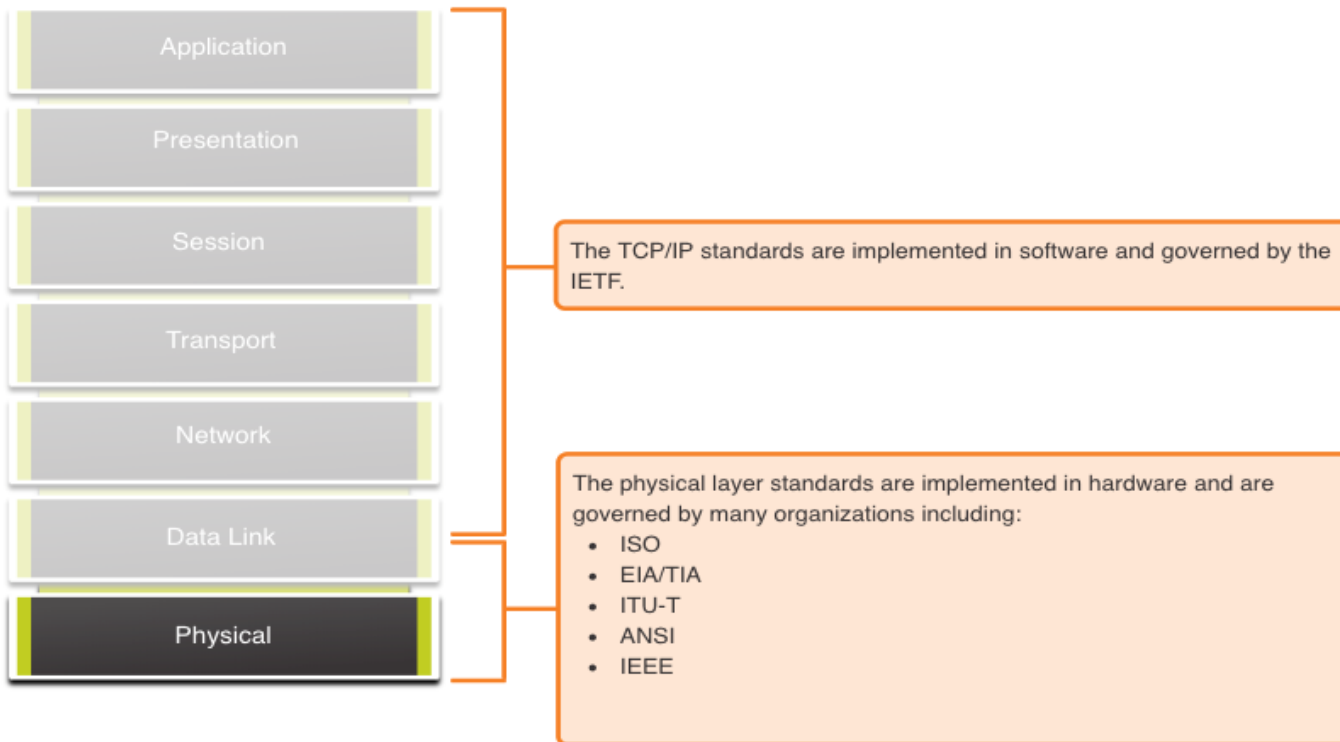 Application
Presentation
Session
Transport
Network
Data Link
Physical
The TCP/IP standards are implemented in software and governed by the
IETF.
The physical layer standards are implemented in hardware and are
governed by many organizations including:
• ISO
• EIA/TIA
• ITU-T
• ANSI
• IEEE